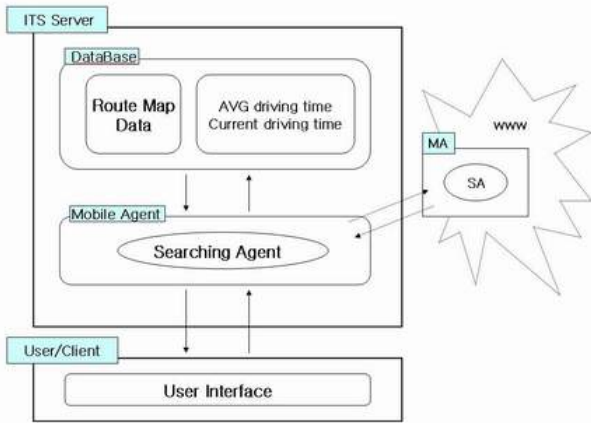 ITS Server
DataBase
Route Map
Data
AVG driving time
Current driving time
www
MA
SA
Mobile Agent
Searching Agent
User/Client
User Interface